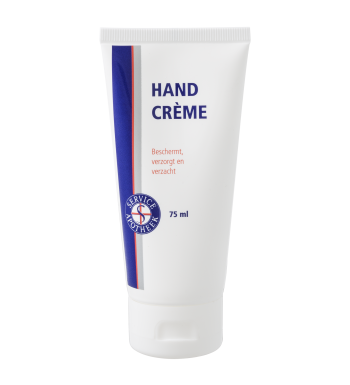 HAND
CRÈME
Beschermt,
verzorgt en
verzacht
75 ml
SERVICE
APOTHEEK